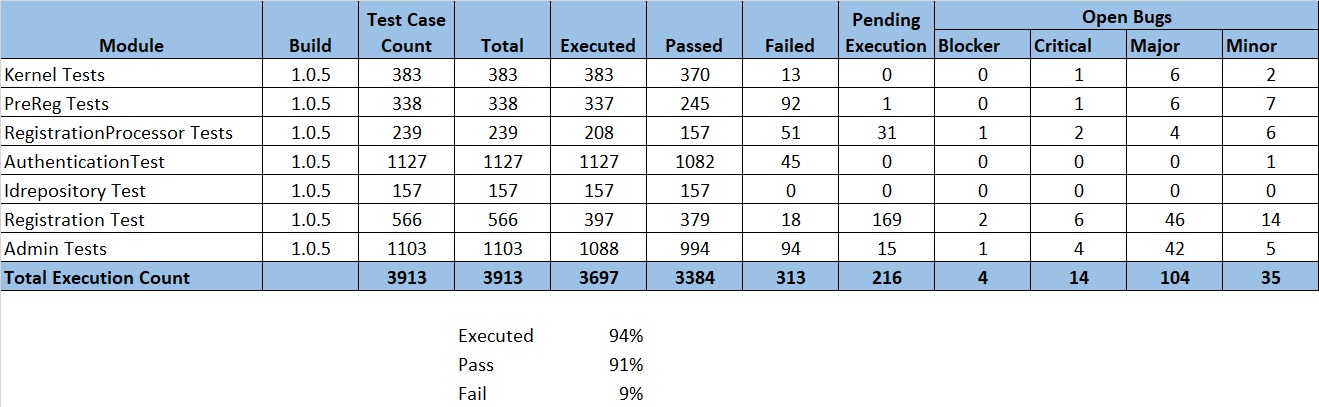 Module Build Test Case Count Total Executed Passed Failed Pending Execution Open Bugs
Blocker Critical Major Minor
Kernel Tests 1.0.5 383 383 383 370 13 0 0 1 6 2
PreReg Tests 1.0.5 338 338 337 245 92 1 0 1 6 7
RegistrationProcessor Tests 1.0.5 239 239 208 157 51 31 1 2 4 6
AuthenticationTest 1.0.5 1127 1127 1127 1082 45 0 0 0 0 1
Idrepository Test 1.0.5 157 157 157 157 0 0 0 0 0 0
Registration Test 1.0.5 566 566 397 379 18 169 2 6 46 14
Admin Tests 1.0.5 1103 1103 1088 994 94 15 1 4 42 5
Total Execution Count 3913 3913 3697 3384 313 216 4 14 104 35
Executed 94%
Pass 91%
Fail 9%